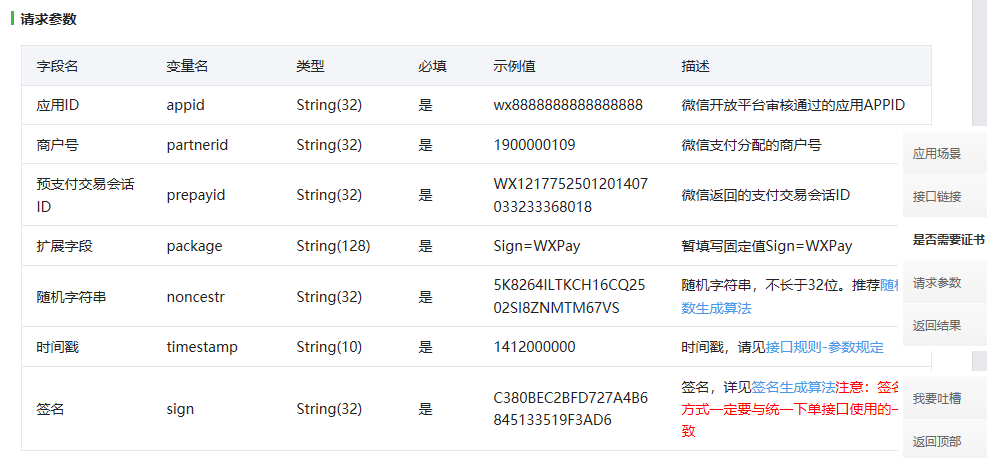 请求参数
字段名 变量名 类型 必填 示例值 描述
应用ID appid String(32) 是 wx8888888888888888 微信开放平台审核通过的应用APPID
商户号 partnerid String(32) 是 1900000109 微信支付分配的商户号
预支付交易会话
ID
prepayid String(32) 是
WX1217752501201407
033233368018
微信返回的支付交易会话ID
扩展字段 package String(128) 是 Sign=WXPay 暂填写固定值Sign=WXPay
随机字符串 noncestr String(32) 是
5K8264ILTKCH16CQ25
02SI8ZNMTM67VS
随机字符串，不长于32位。推荐随
数生成算法
时间戳 timestamp String(10) 是 1412000000 时间戳，请见接口规则-参数规定
签名 sign String(32) 是
C380BEC2BFD727A4B6
845133519F3AD6
签名，详见签名生成算法注意：签名
方式一定要与统一下单接口使用的一
致
应用场景
接口链接
是否需要证书
请求参数
返回结果
我要吐槽
返回顶部